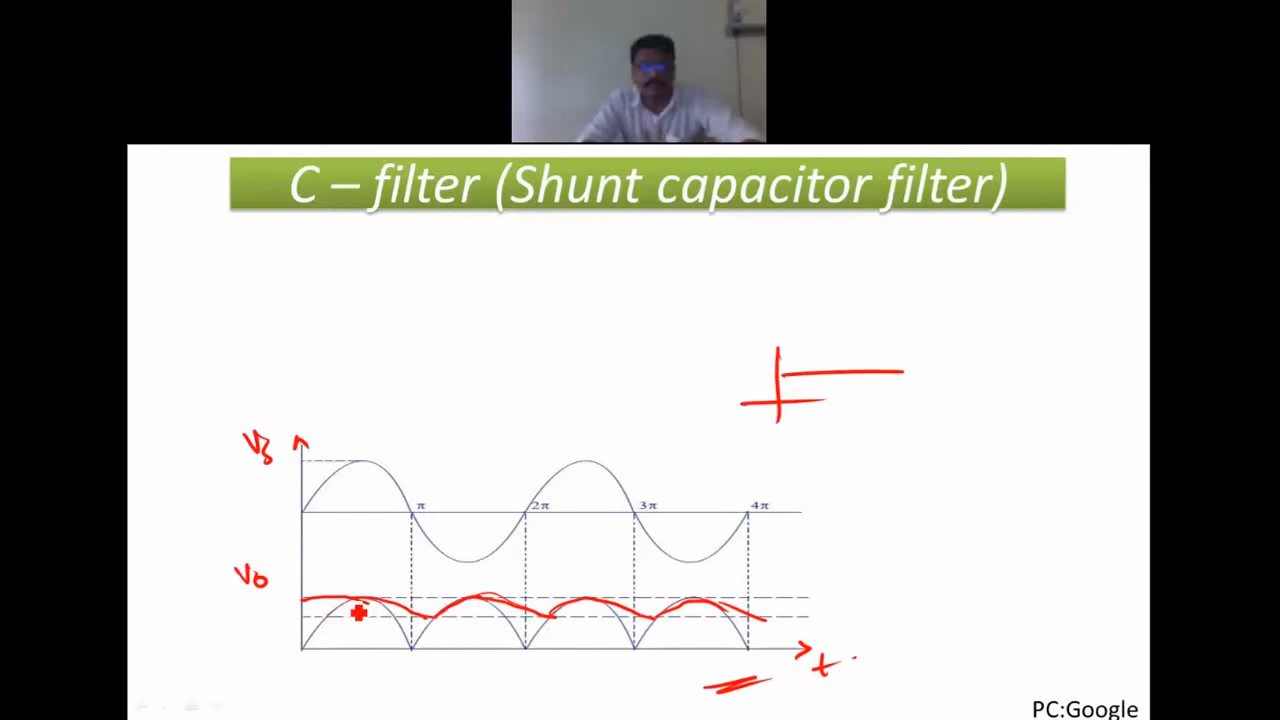 C – filter (Shunt capacitor filter)
Vs
π 2π 3π 4π
Vo
t
PC:Google